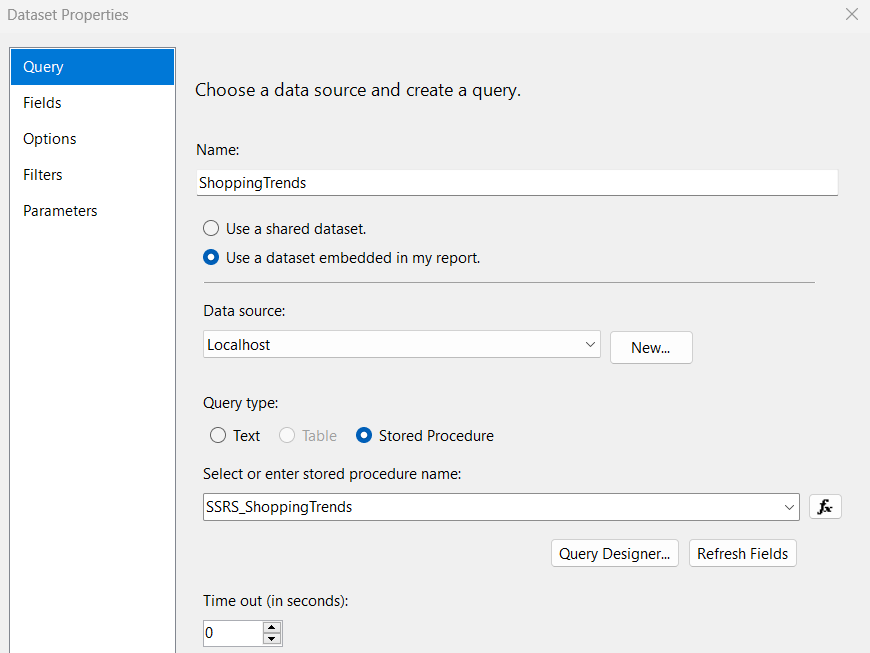 Dataset Properties
Query
Fields
Options
Filters
Parameters
Choose a data source and create a query.
Name:
ShoppingTrends
Use a shared dataset.
Use a dataset embedded in my report.
Data source:
Localhost
New...
Query type:
Text Table Stored Procedure
Select or enter stored procedure name:
SSRS_ShoppingTrends
fx
Query Designer... Refresh Fields
Time out (in seconds):
0